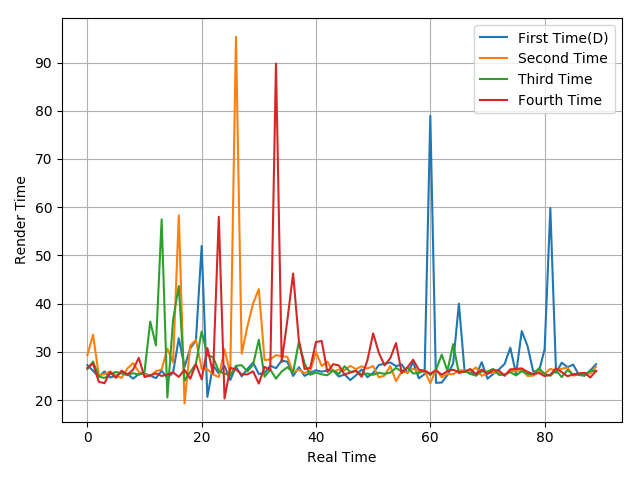 First Time(D)
Second Time
Third Time
Fourth Time
Render Time
90
80
70
60
50
40
30
20
0 20 40 60 80
Real Time